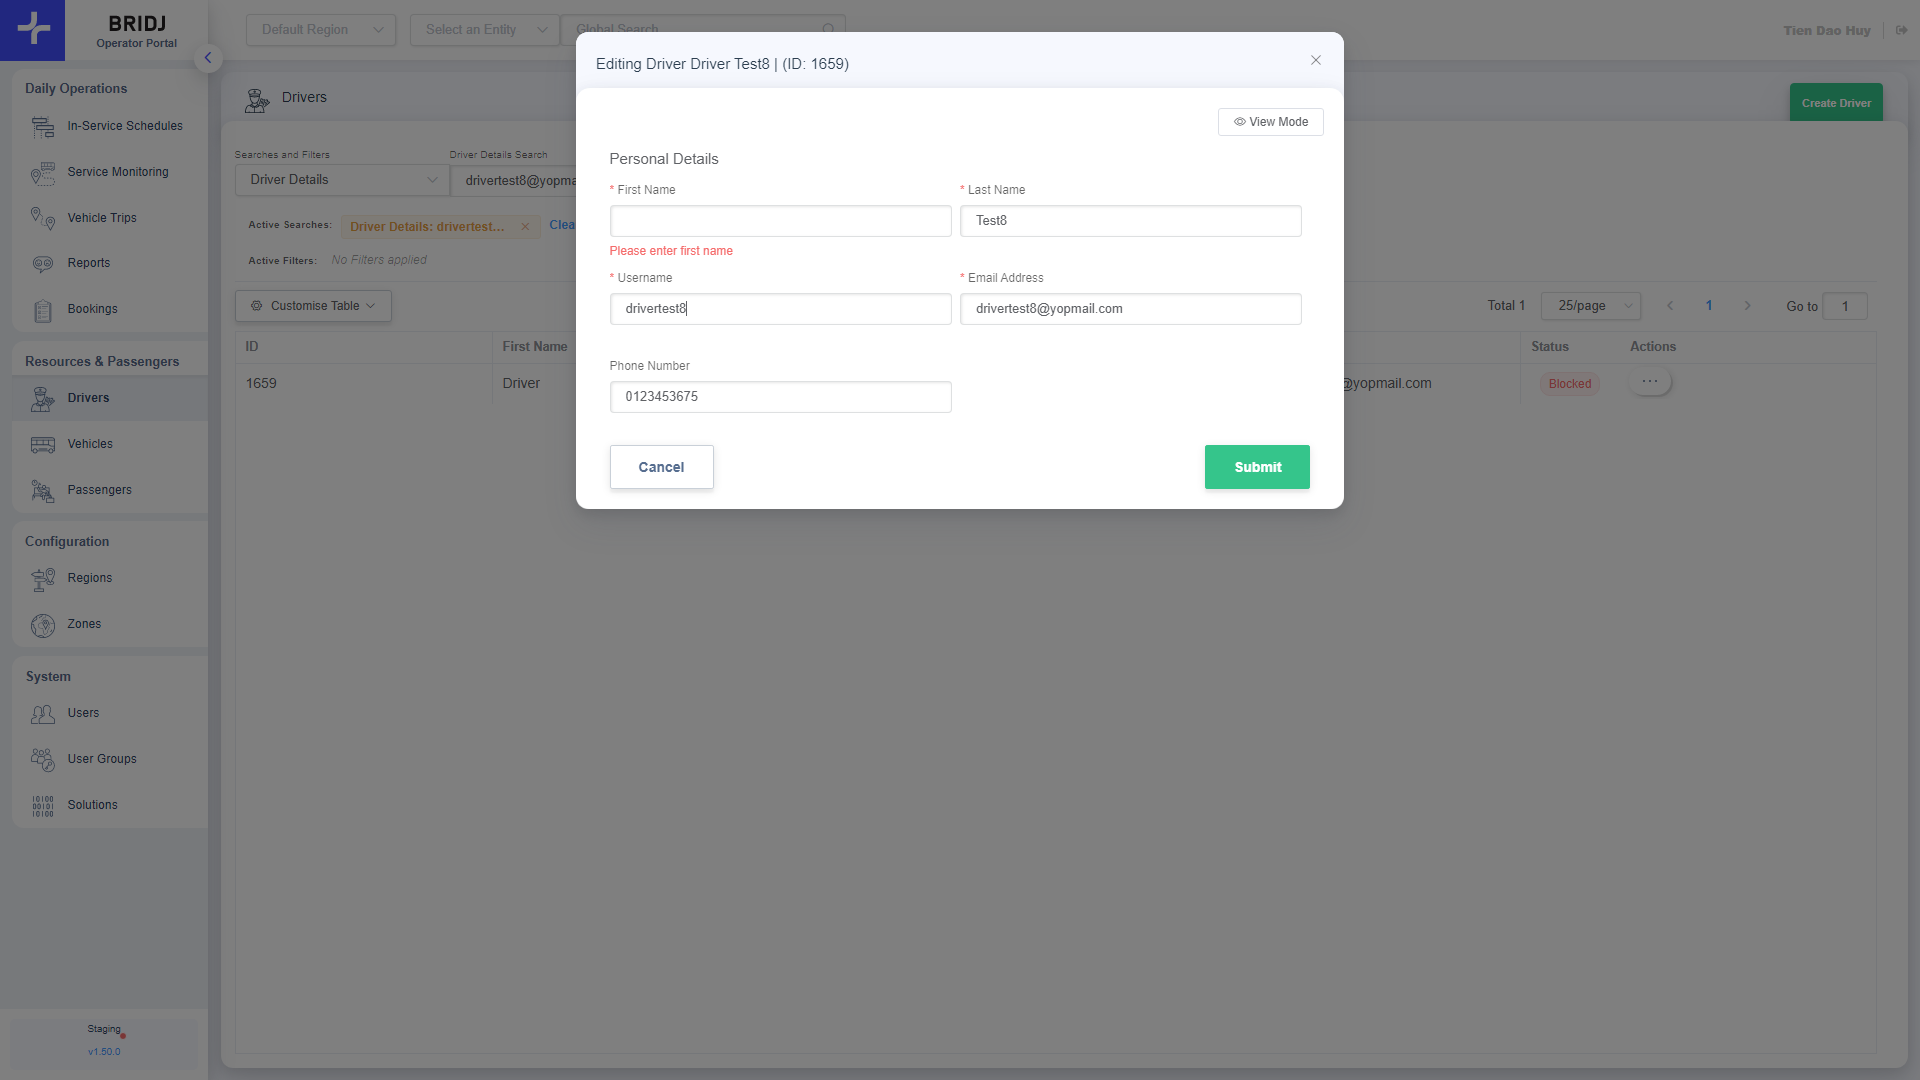 BRIDJ
Operator Portal
Default Region
Select an Entity
Global Search
Tien Dao Huy
Daily Operations
In-Service Schedules
Service Monitoring
Vehicle Trips
Reports
Bookings
Resources & Passengers
Drivers
Vehicles
Passengers
Configuration
Regions
Zones
System
Users
User Groups
Solutions
Staging
v1.50.0
Drivers
Create Driver
Searches and Filters
Driver Details Search
Driver Details
drivertest8@yopma
Active Searches:
Driver Details: drivertest...
Clea
Active Filters:
No Filters applied
Customise Table
Total 1
25/page
1
Go to
1
ID
First Name
Status
Actions
1659
Driver
@yopmail.com
Blocked
Editing Driver Driver Test8 | (ID: 1659)
View Mode
Personal Details
* First Name
* Last Name
Test8
Please enter first name
* Username
* Email Address
drivertest8
drivertest8@yopmail.com
Phone Number
0123453675
Cancel
Submit